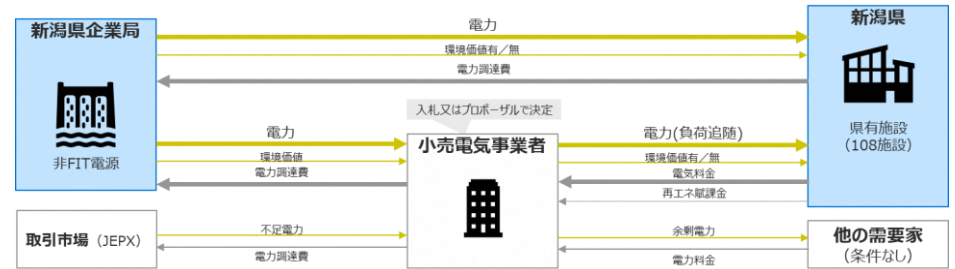 新潟県企業局
非FIT電源
電力
環境価値有/無
電力調達費
新潟県
県有施設
(108施設)
入札又はプロポーザルで決定
電力
環境価値
電力調達費
小売電気事業者
電力(負荷追随)
環境価値有/無
電気料金
再エネ賦課金
取引市場 (JEPX)
不足電力
電力調達費
余剰電力
電力料金
他の需要家
(条件なし)